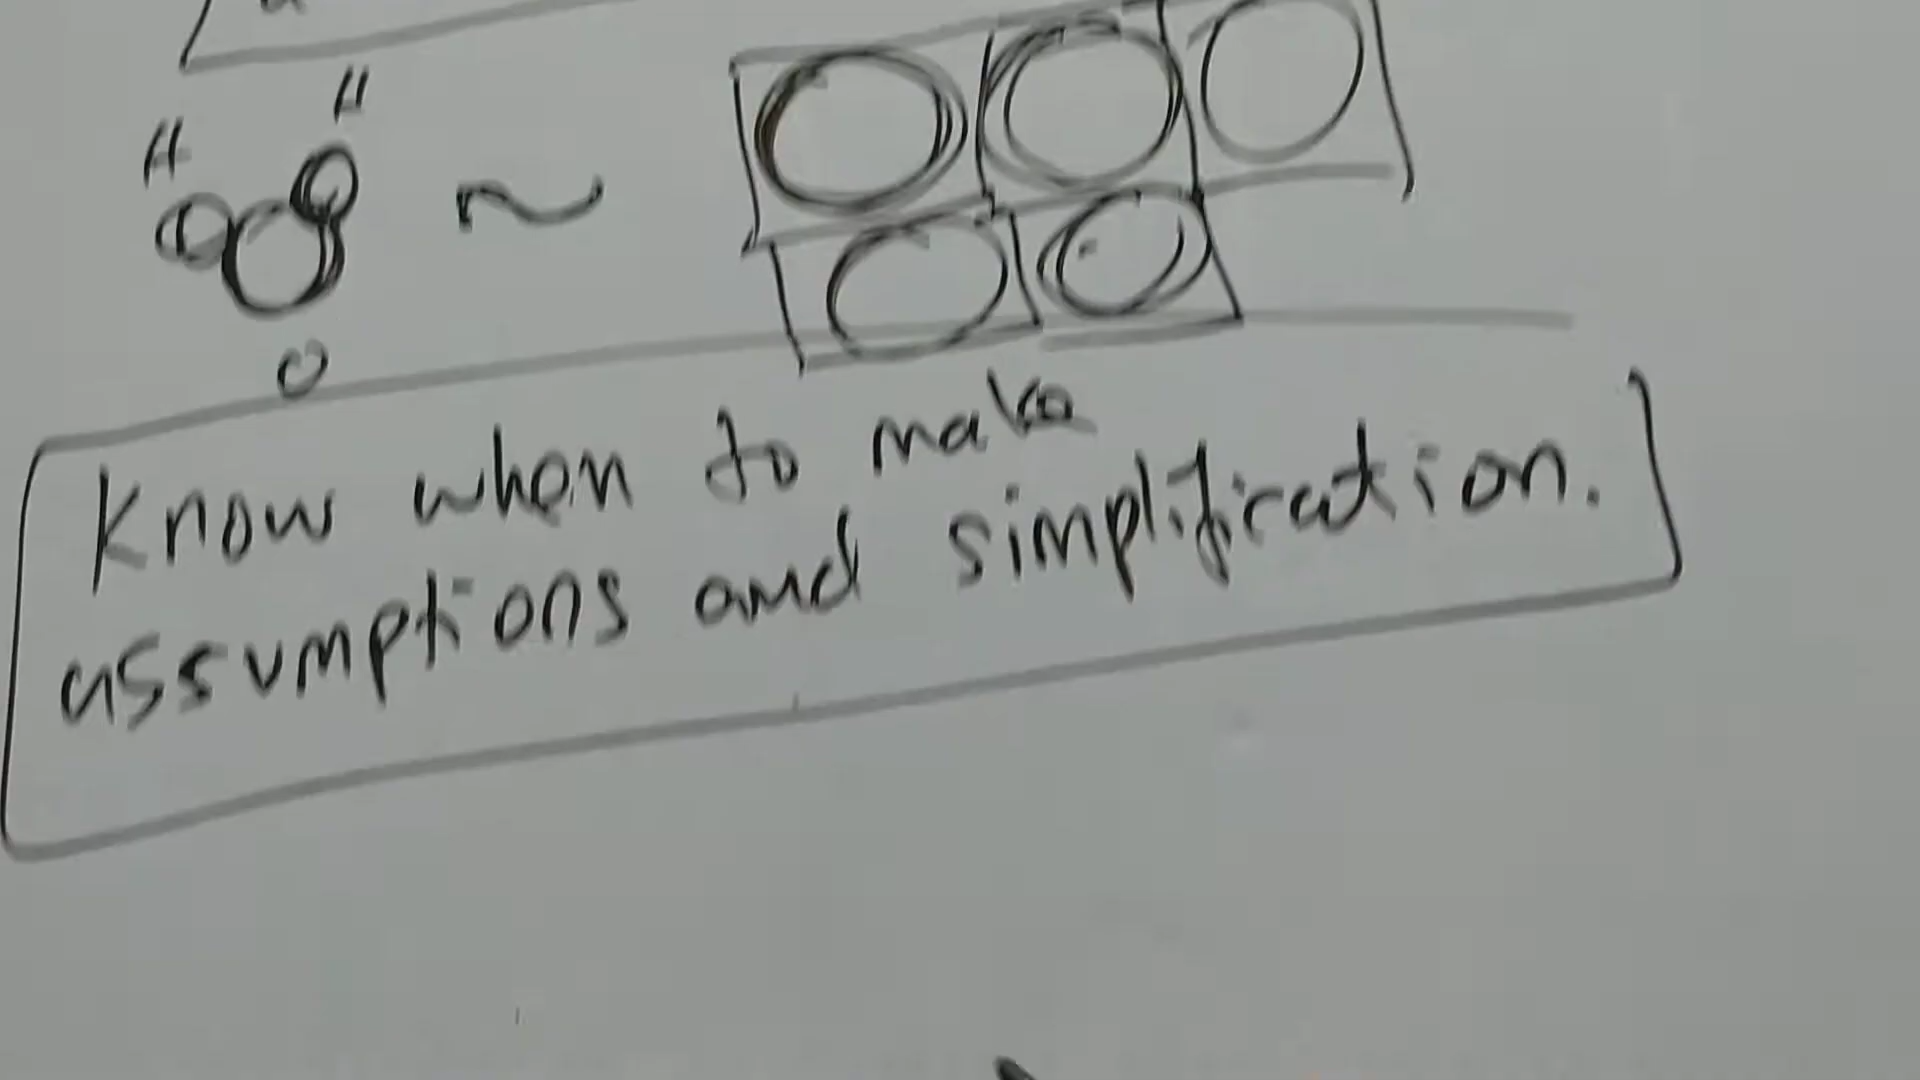 H
H
~
O
Know when to make
assumptions and simplification.